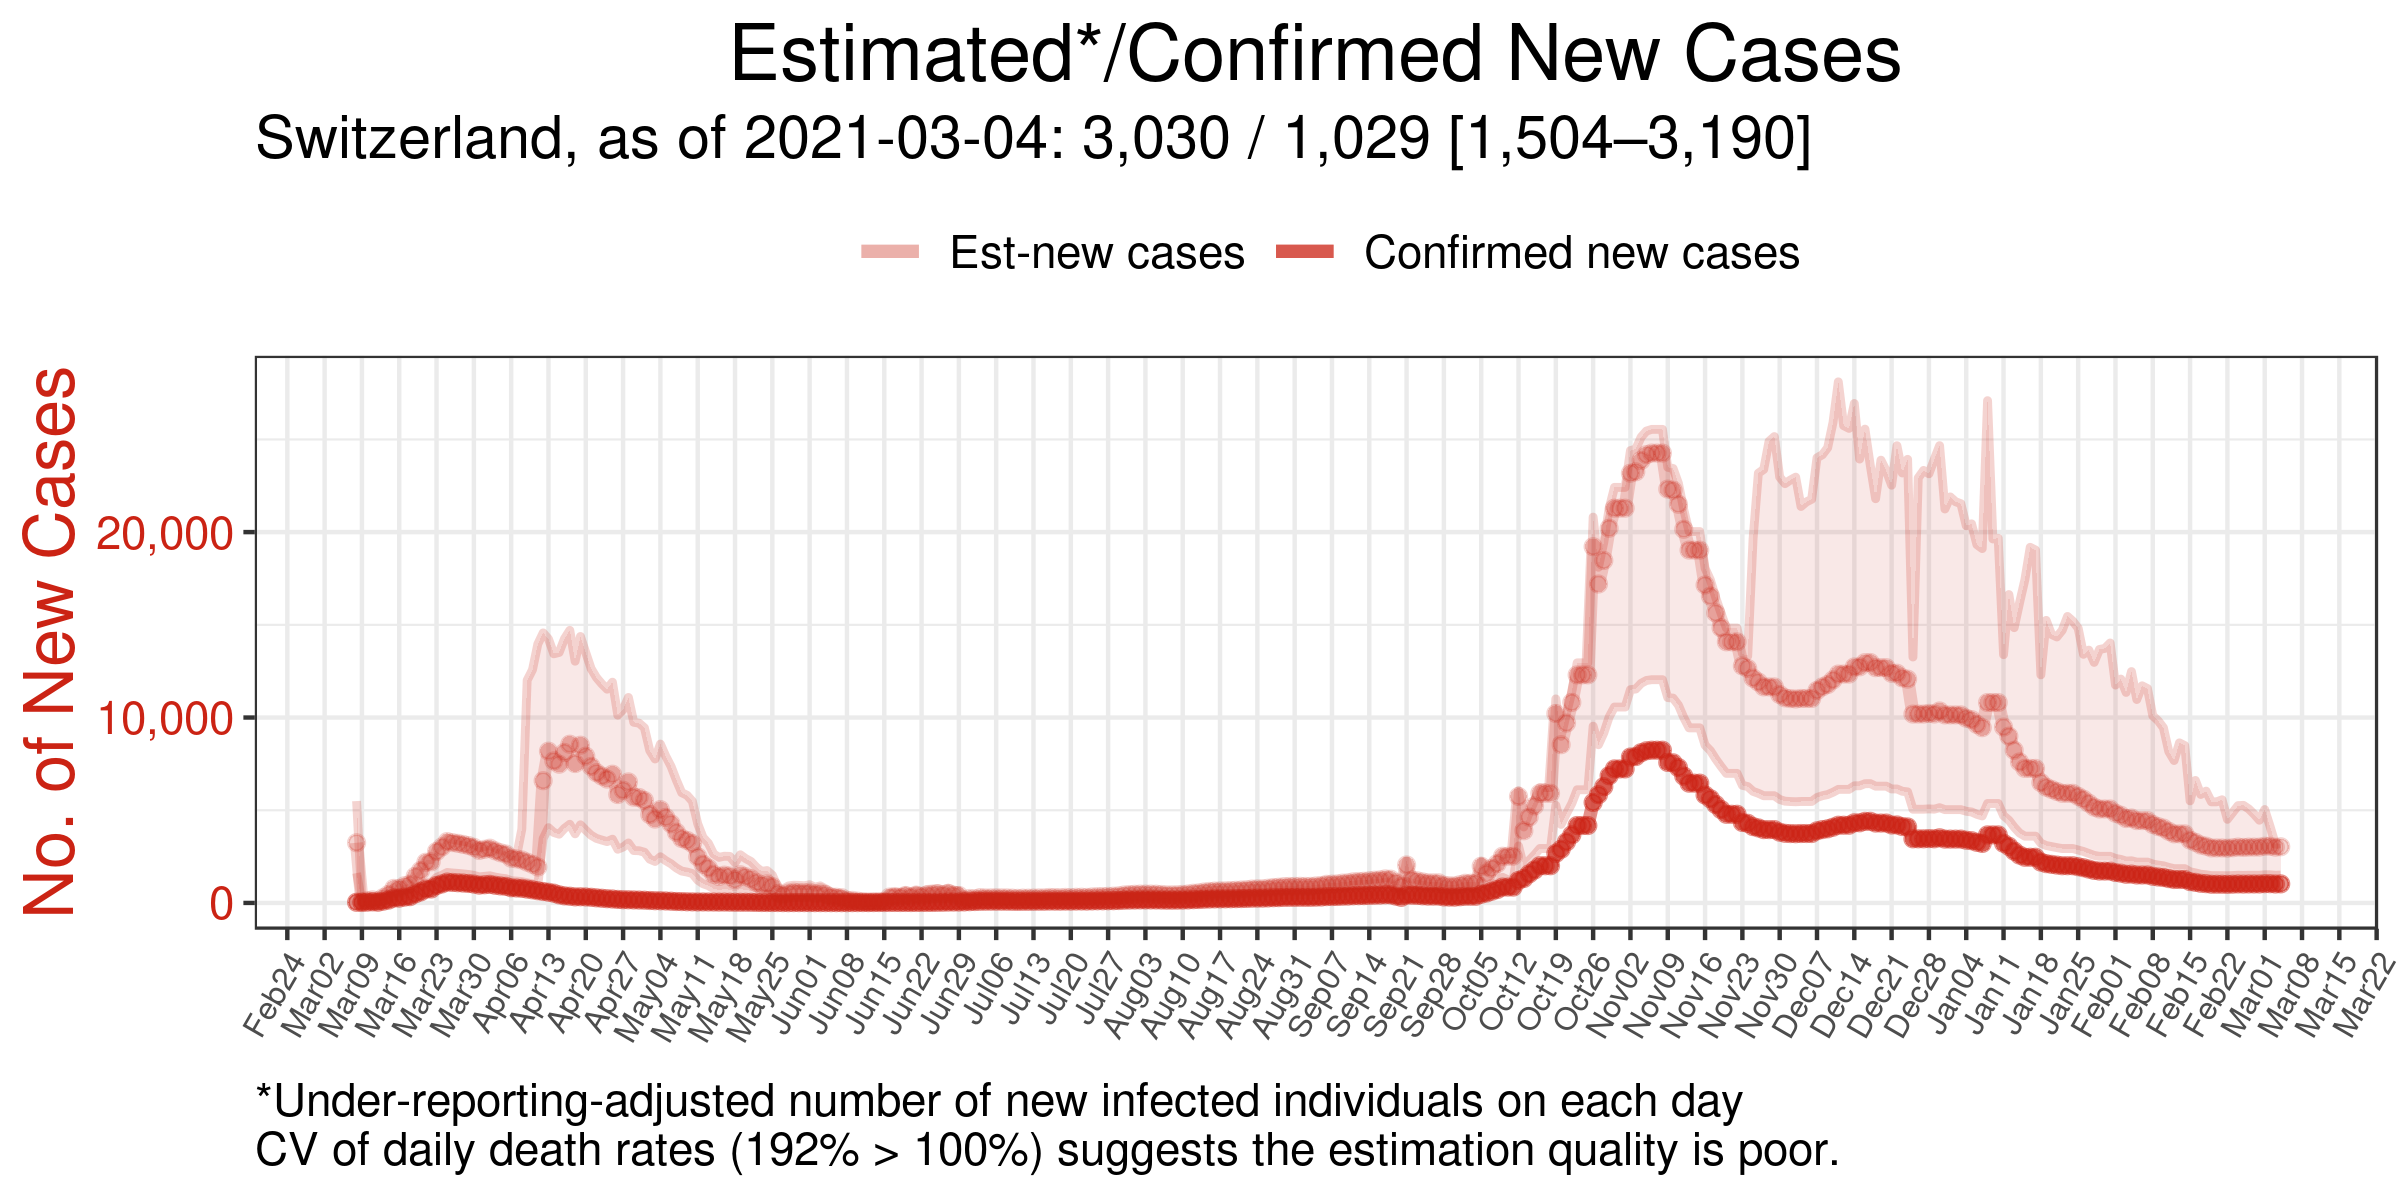 Estimated*/Confirmed New Cases
Switzerland, as of 2021-03-04: 3,030 / 1,029 [1,504–3,190]
Est-new cases
Confirmed new cases
No. of New Cases
20,000
10,000
0
Feb24
Mar02
Mar09
Mar16
Mar23
Mar30
Apr06
Apr13
Apr20
Apr27
May04
May11
May18
May25
Jun01
Jun08
Jun15
Jun22
Jun29
Jul06
Jul13
Jul20
Jul27
Aug03
Aug10
Aug17
Aug24
Aug31
Sep07
Sep14
Sep21
Sep28
Oct05
Oct12
Oct19
Oct26
Nov02
Nov09
Nov16
Nov23
Nov30
Dec07
Dec14
Dec21
Dec28
Jan04
Jan11
Jan18
Jan25
Feb01
Feb08
Feb15
Feb22
Mar01
Mar08
Mar15
Mar22
*Under-reporting-adjusted number of new infected individuals on each day
CV of daily death rates (192% > 100%) suggests the estimation quality is poor.